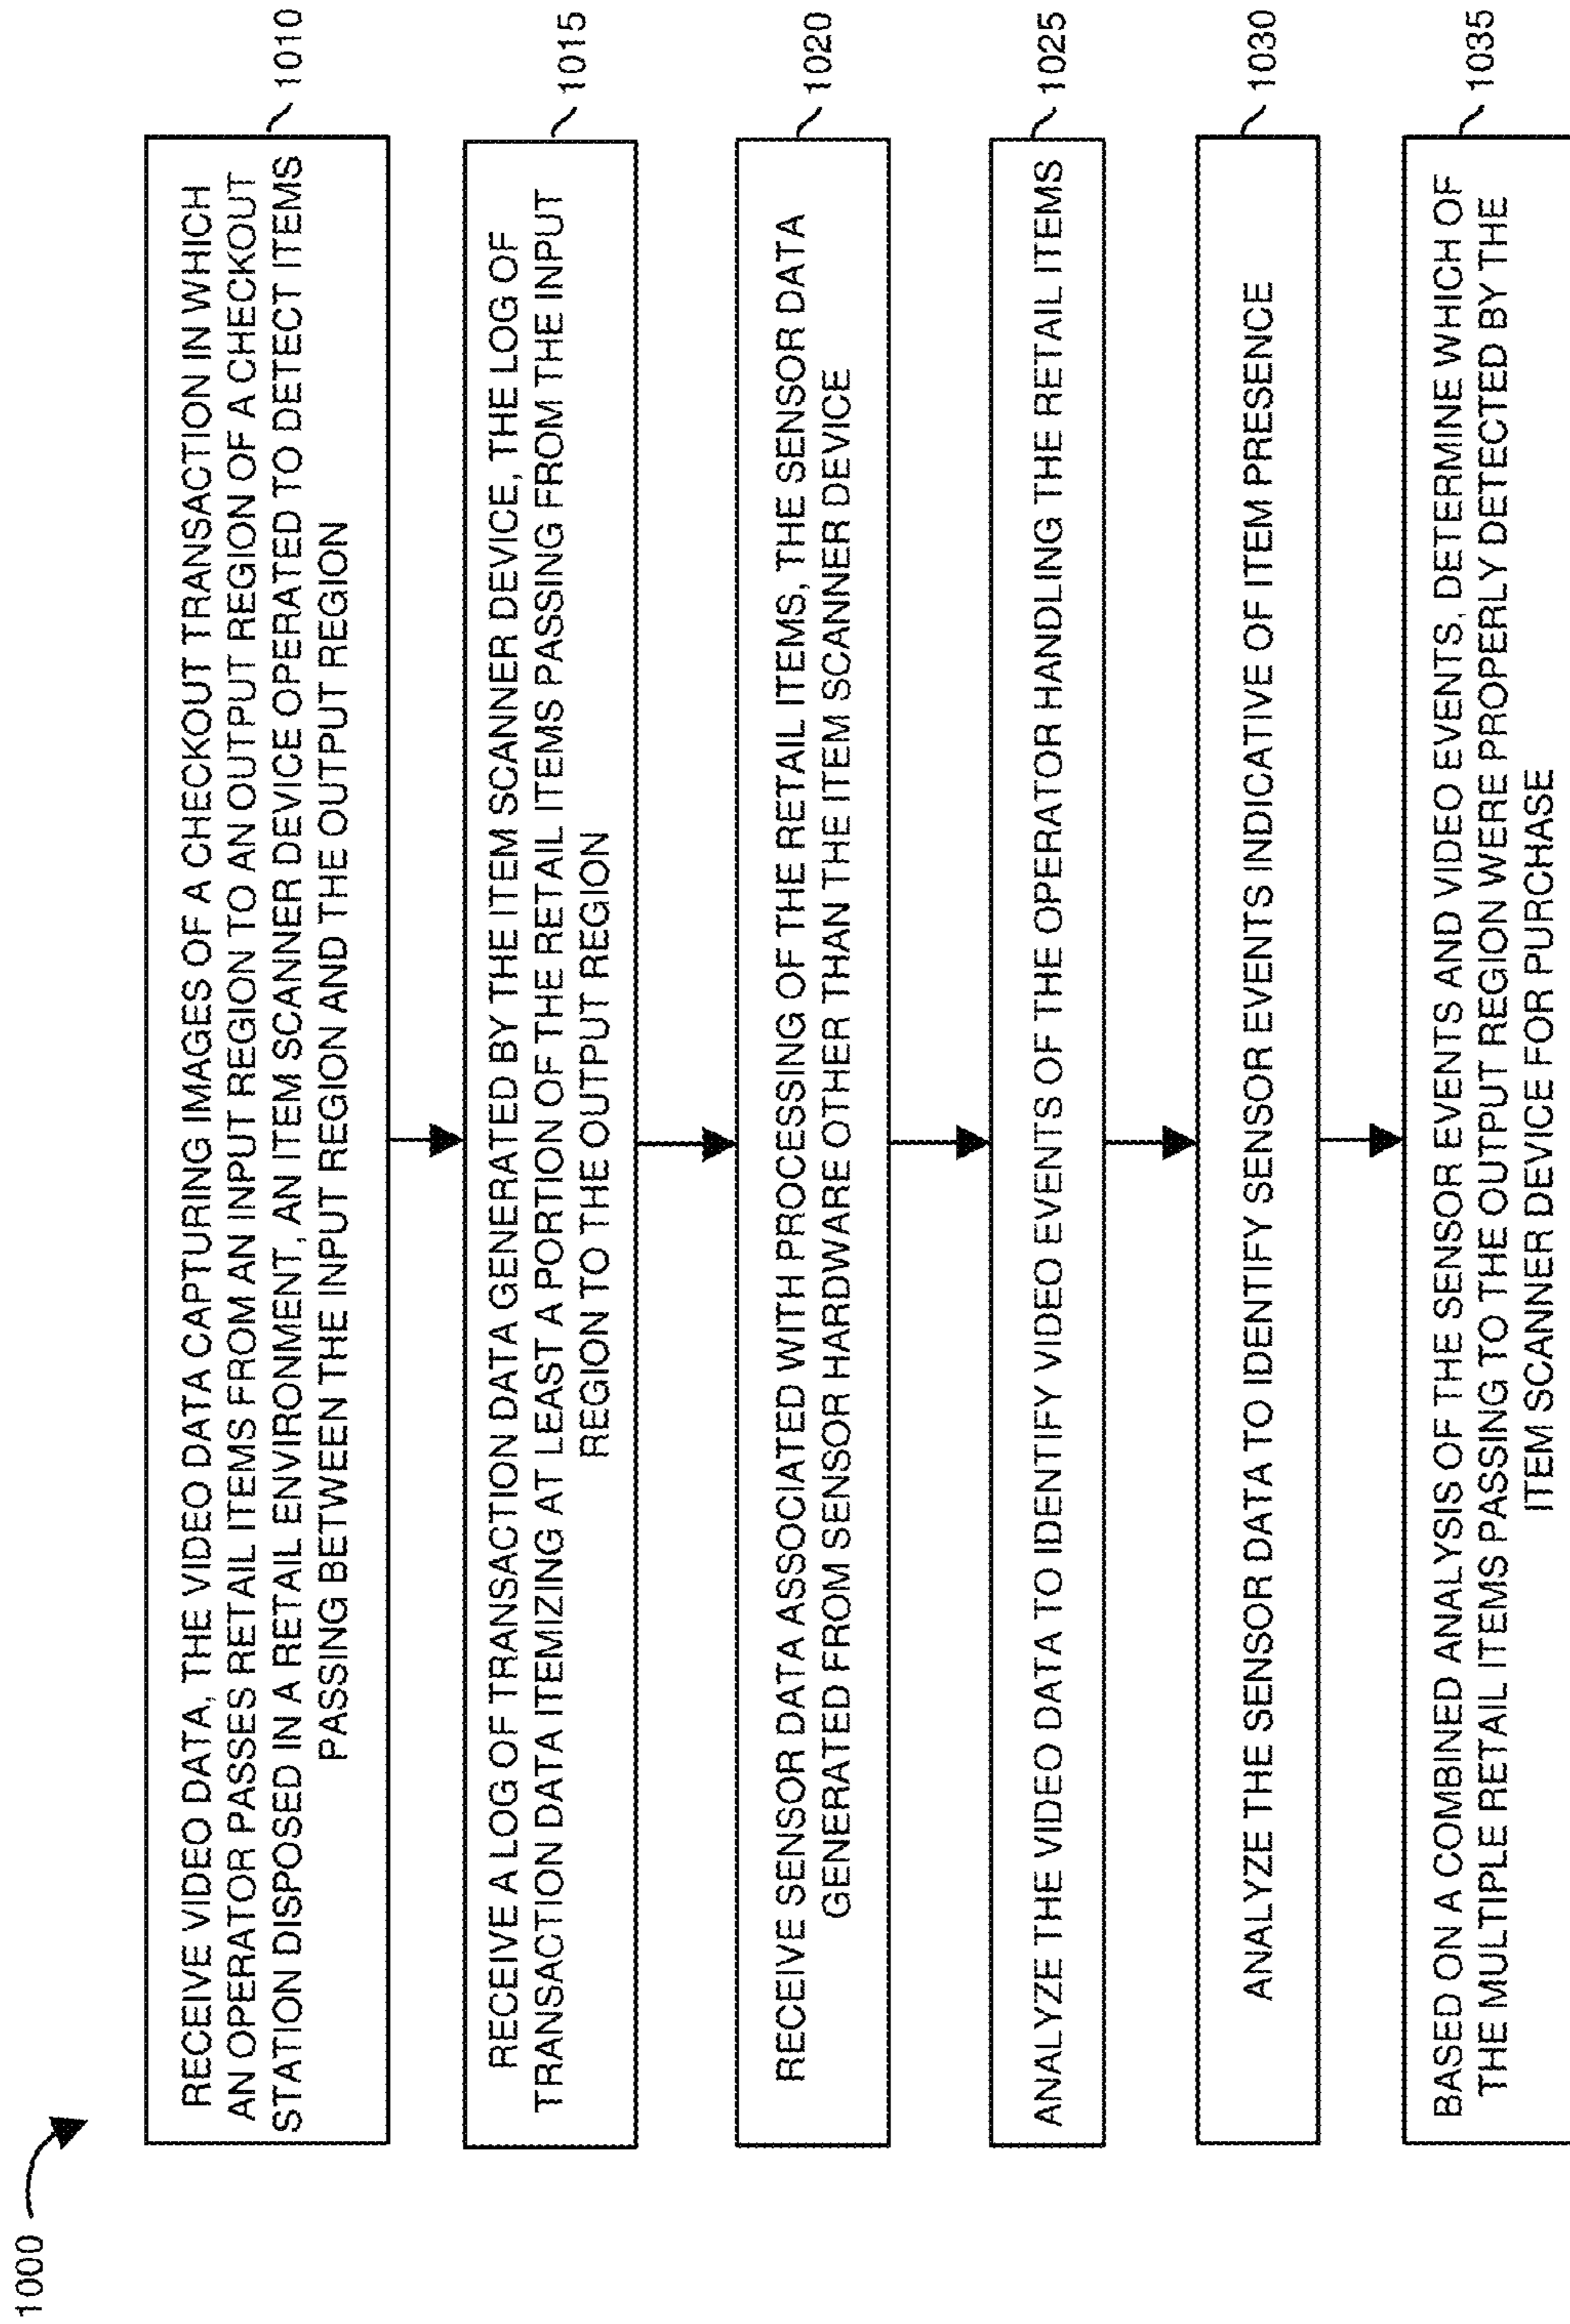 1000
RECEIVE VIDEO DATA, THE VIDEO DATA CAPTURING IMAGES OF A CHECKOUT TRANSACTION IN WHICH
AN OPERATOR PASSES RETAIL ITEMS FROM AN INPUT REGION TO AN OUTPUT REGION OF A CHECKOUT
STATION DISPOSED IN A RETAIL ENVIRONMENT, AN ITEM SCANNER DEVICE OPERATED TO DETECT ITEMS
PASSING BETWEEN THE INPUT REGION AND THE OUTPUT REGION
1010
RECEIVE A LOG OF TRANSACTION DATA GENERATED BY THE ITEM SCANNER DEVICE, THE LOG OF
TRANSACTION DATA ITEMIZING AT LEAST A PORTION OF THE RETAIL ITEMS PASSING FROM THE INPUT
REGION TO THE OUTPUT REGION
1015
RECEIVE SENSOR DATA ASSOCIATED WITH PROCESSING OF THE RETAIL ITEMS, THE SENSOR DATA
GENERATED FROM SENSOR HARDWARE OTHER THAN THE ITEM SCANNER DEVICE
1020
ANALYZE THE VIDEO DATA TO IDENTIFY VIDEO EVENTS OF THE OPERATOR HANDLING THE RETAIL ITEMS
1025
ANALYZE THE SENSOR DATA TO IDENTIFY SENSOR EVENTS INDICATIVE OF ITEM PRESENCE
1030
BASED ON A COMBINED ANALYSIS OF THE SENSOR EVENTS AND VIDEO EVENTS, DETERMINE WHICH OF
THE MULTIPLE RETAIL ITEMS PASSING TO THE OUTPUT REGION WERE PROPERLY DETECTED BY THE
ITEM SCANNER DEVICE FOR PURCHASE
1035